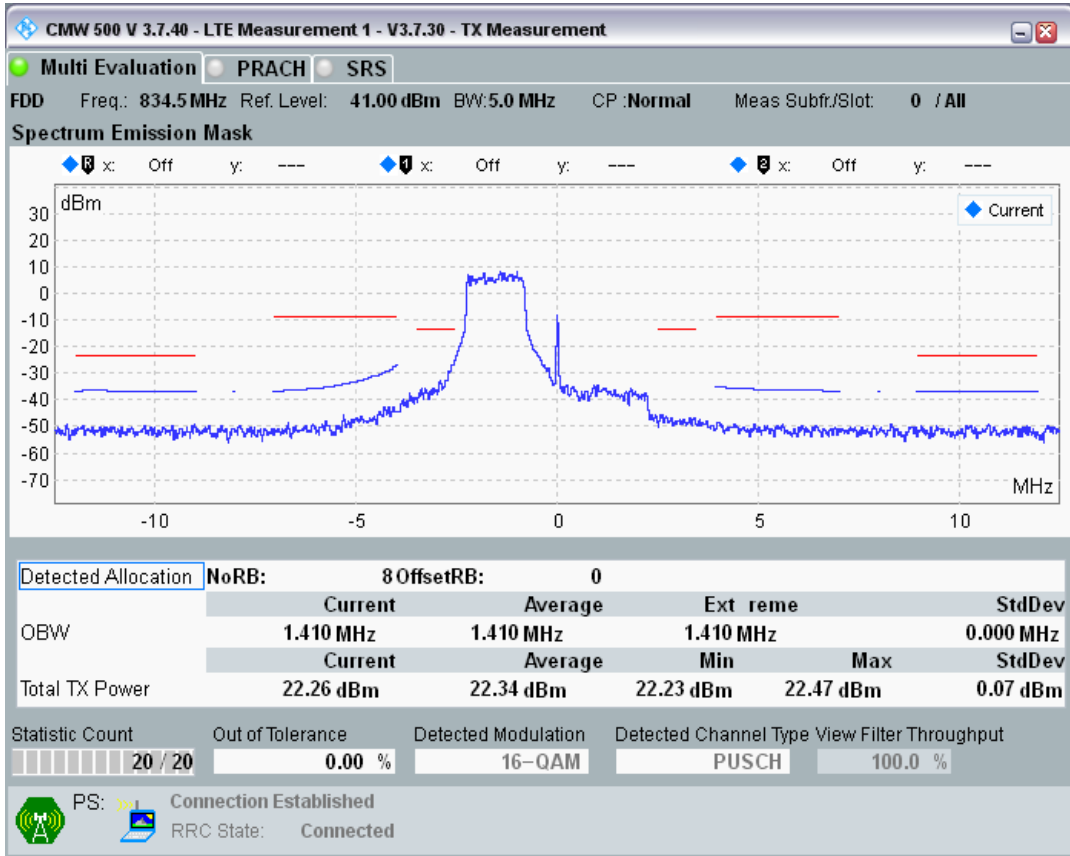 CMW 500 V 3.7.40 - LTE Measurement 1 - V3.7.30 - TX Measurement
Multi Evaluation PRACH SRS
FDD Freq.: 834.5 MHz Ref. Level: 41.00 dBm BW: 5.0 MHz CP :Normal Meas Subfr./Slot: 0 / All
Spectrum Emission Mask
R x: Off y: --- 1 x: Off y: --- 2 x: Off y: ---
dBm
Current
30
20
10
0
-10
-20
-30
-40
-50
-60
-70
MHz
-10 -5 0 5 10
Detected Allocation NoRB: 8 OffsetRB: 0
Current Average Ext reme StdDev
OBW 1.410 MHz 1.410 MHz 1.410 MHz 0.000 MHz
Current Average Min Max StdDev
Total TX Power 22.26 dBm 22.34 dBm 22.23 dBm 22.47 dBm 0.07 dBm
Statistic Count Out of Tolerance Detected Modulation Detected Channel Type View Filter Throughput
20 / 20 0.00 % 16-QAM PUSCH 100.0 %
PS: Connection Established
RRC State: Connected